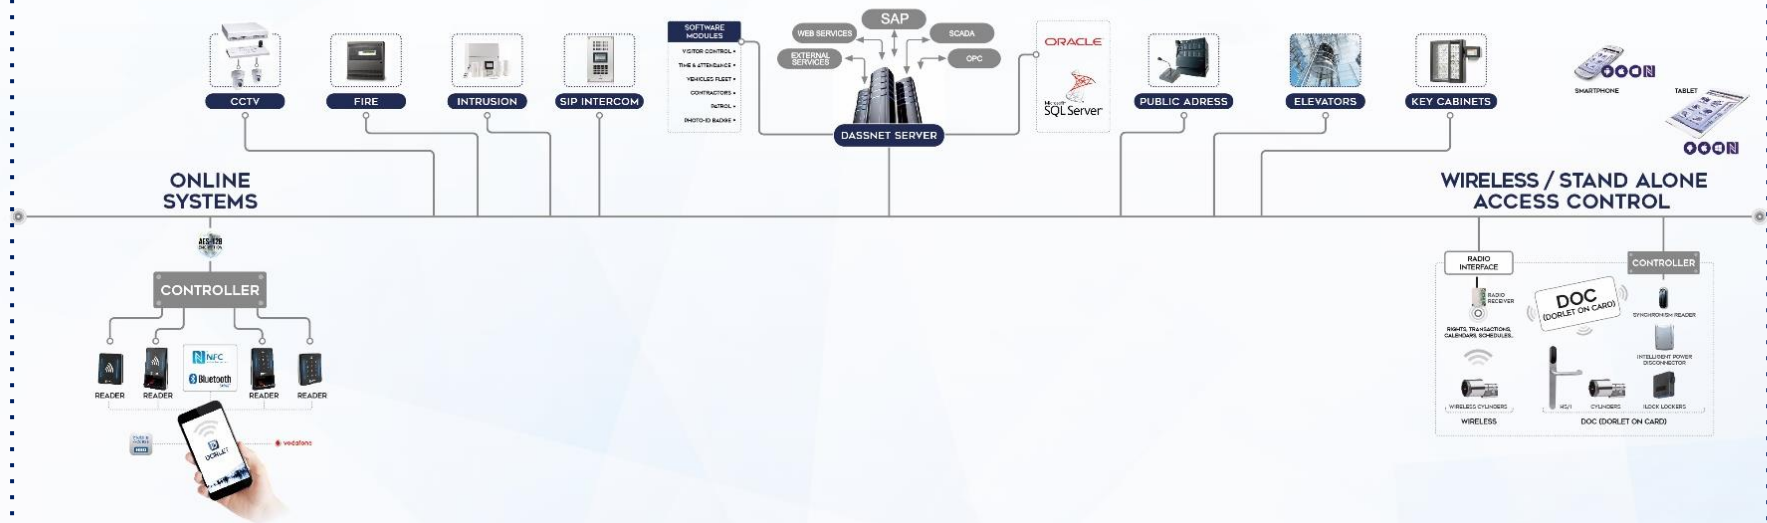 SOFTWARE
MODULES
VISITOR CONTROL
TIME & ATTENDANCE
VEHICLES FLEET
CONTRACTORS
PATROL
PHOTO-ID BADGE
SAP
WEB SERVICES
SCADA
EXTERNAL
SERVICES
OPC
DASSNET SERVER
ORACLE
Microsoft
SQL Server
CCTV
FIRE
INTRUSION
SIP INTERCOM
PUBLIC ADRESS
ELEVATORS
KEY CABINETS
SMARTPHONE
TABLET
ONLINE
SYSTEMS
WIRELESS / STAND ALONE
ACCESS CONTROL
AES-128
CONTROLLER
NFC
Bluetooann
READER
READER
READER
READER
DORLET
vodafone
RADIO
INTERFACE
RADIO
RECEIVER
RIGHTS, TRANSACTIONS,
CALENDARS, SCHEDULES...
WIRELESS CYLINDERS
WIRELESS
CONTROLLER
DOC
(DORLET ON CARD)
SYNCHRONISM READER
INTELLIGENT POWER
DISCONNECTOR
CYLINDERS
ILOCK LOCKERS
DOC (DORLET ON CARD)